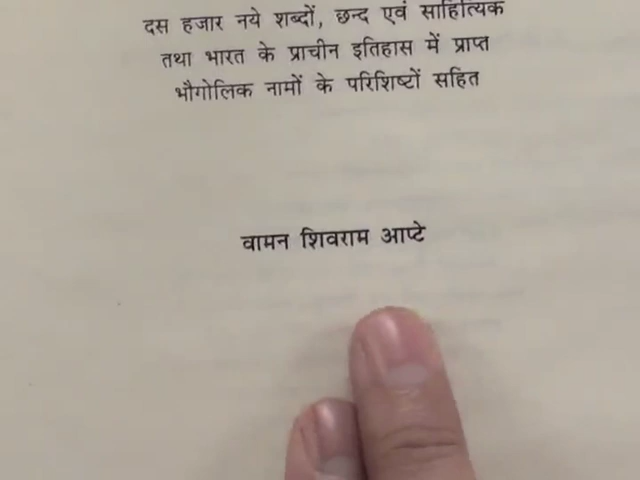 दस हजार नये शब्दों, छन्द एवं साहित्यिक
तथा भारत के प्राचीन इतिहास में प्राप्त
भौगोलिक नामों के परिशिष्टों सहित
वामन शिवराम आप्टे